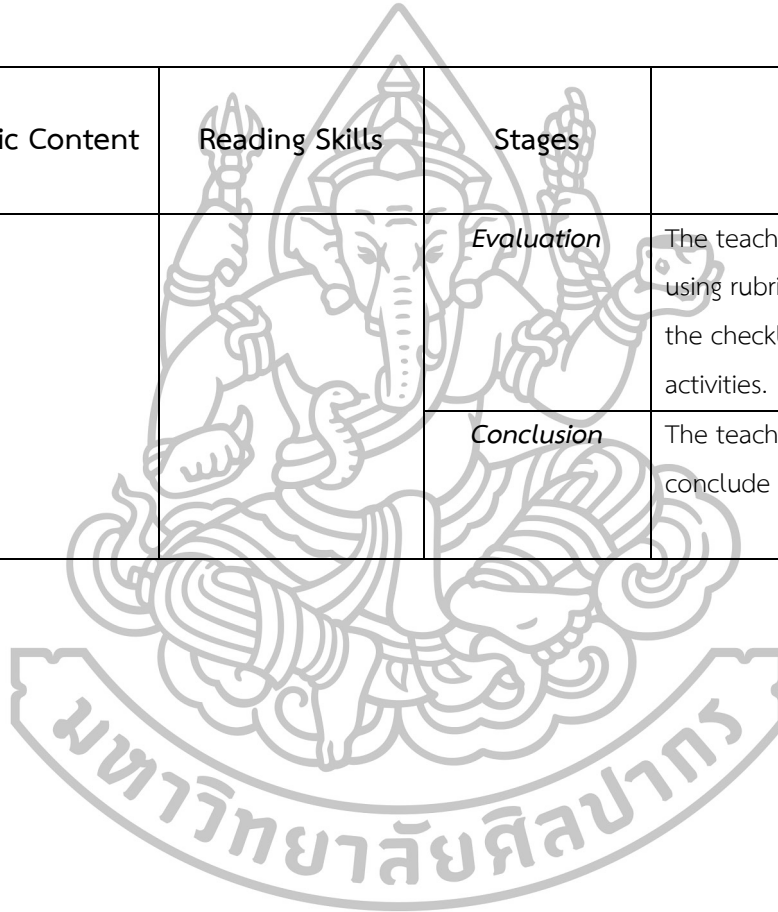 ic Content Reading Skills Stages
Evaluation The teach
using rubri
the checkl
activities.
Conclusion The teach
conclude
มหาวิทยาลัยศิลปากร